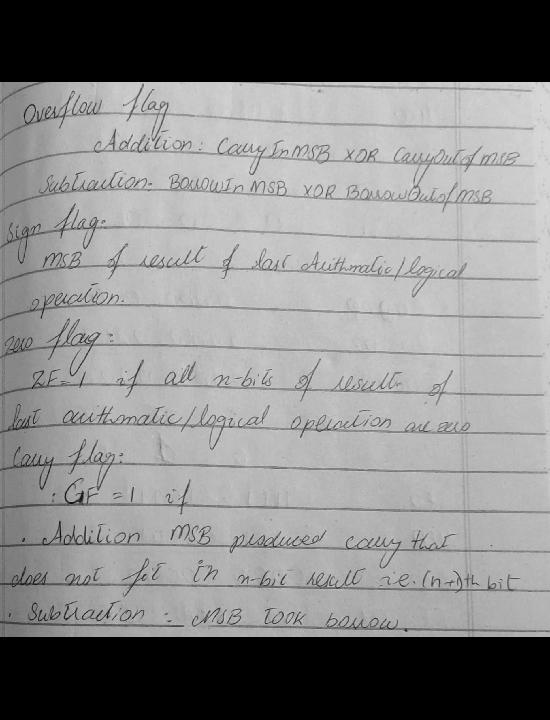 Overflow flag
Addition: CarryInMSB XOR CarryOutofMSB
Subtraction: BorrowIn MSB XOR BorrowOutofMSB
Sign flag:
MSB of result of last Arithmatic/logical
operation.
Zero flag:
ZF=1 if all n-bits of result of
last arithmatic/logical operation are zero
Carry flag:
: CF = 1 if
. Addition MSB produced carry that
does not fit in n-bit result i.e. (n+1)th bit
. Subtraction : MSB took borrow.